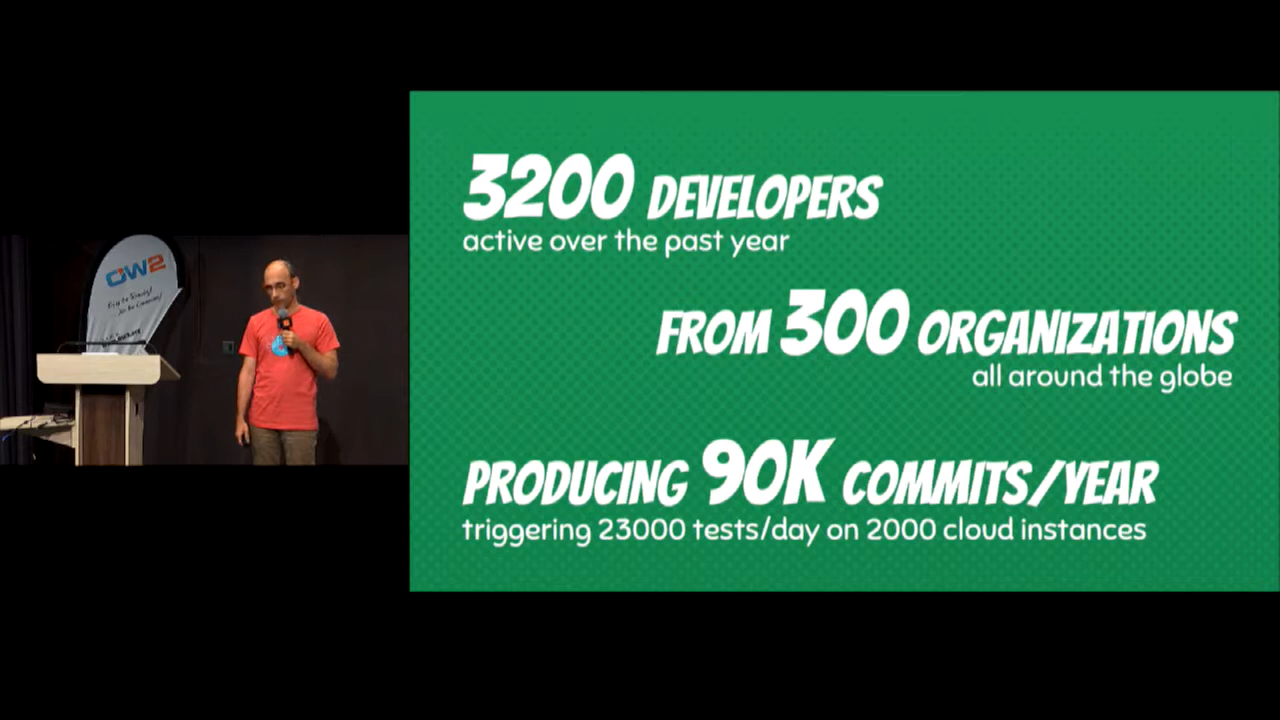 OW2
3200 DEVELOPERS
active over the past year
FROM 300 ORGANIZATIONS
all around the globe
PRODUCING 90K COMMITS/YEAR
triggering 23000 tests/day on 2000 cloud instances